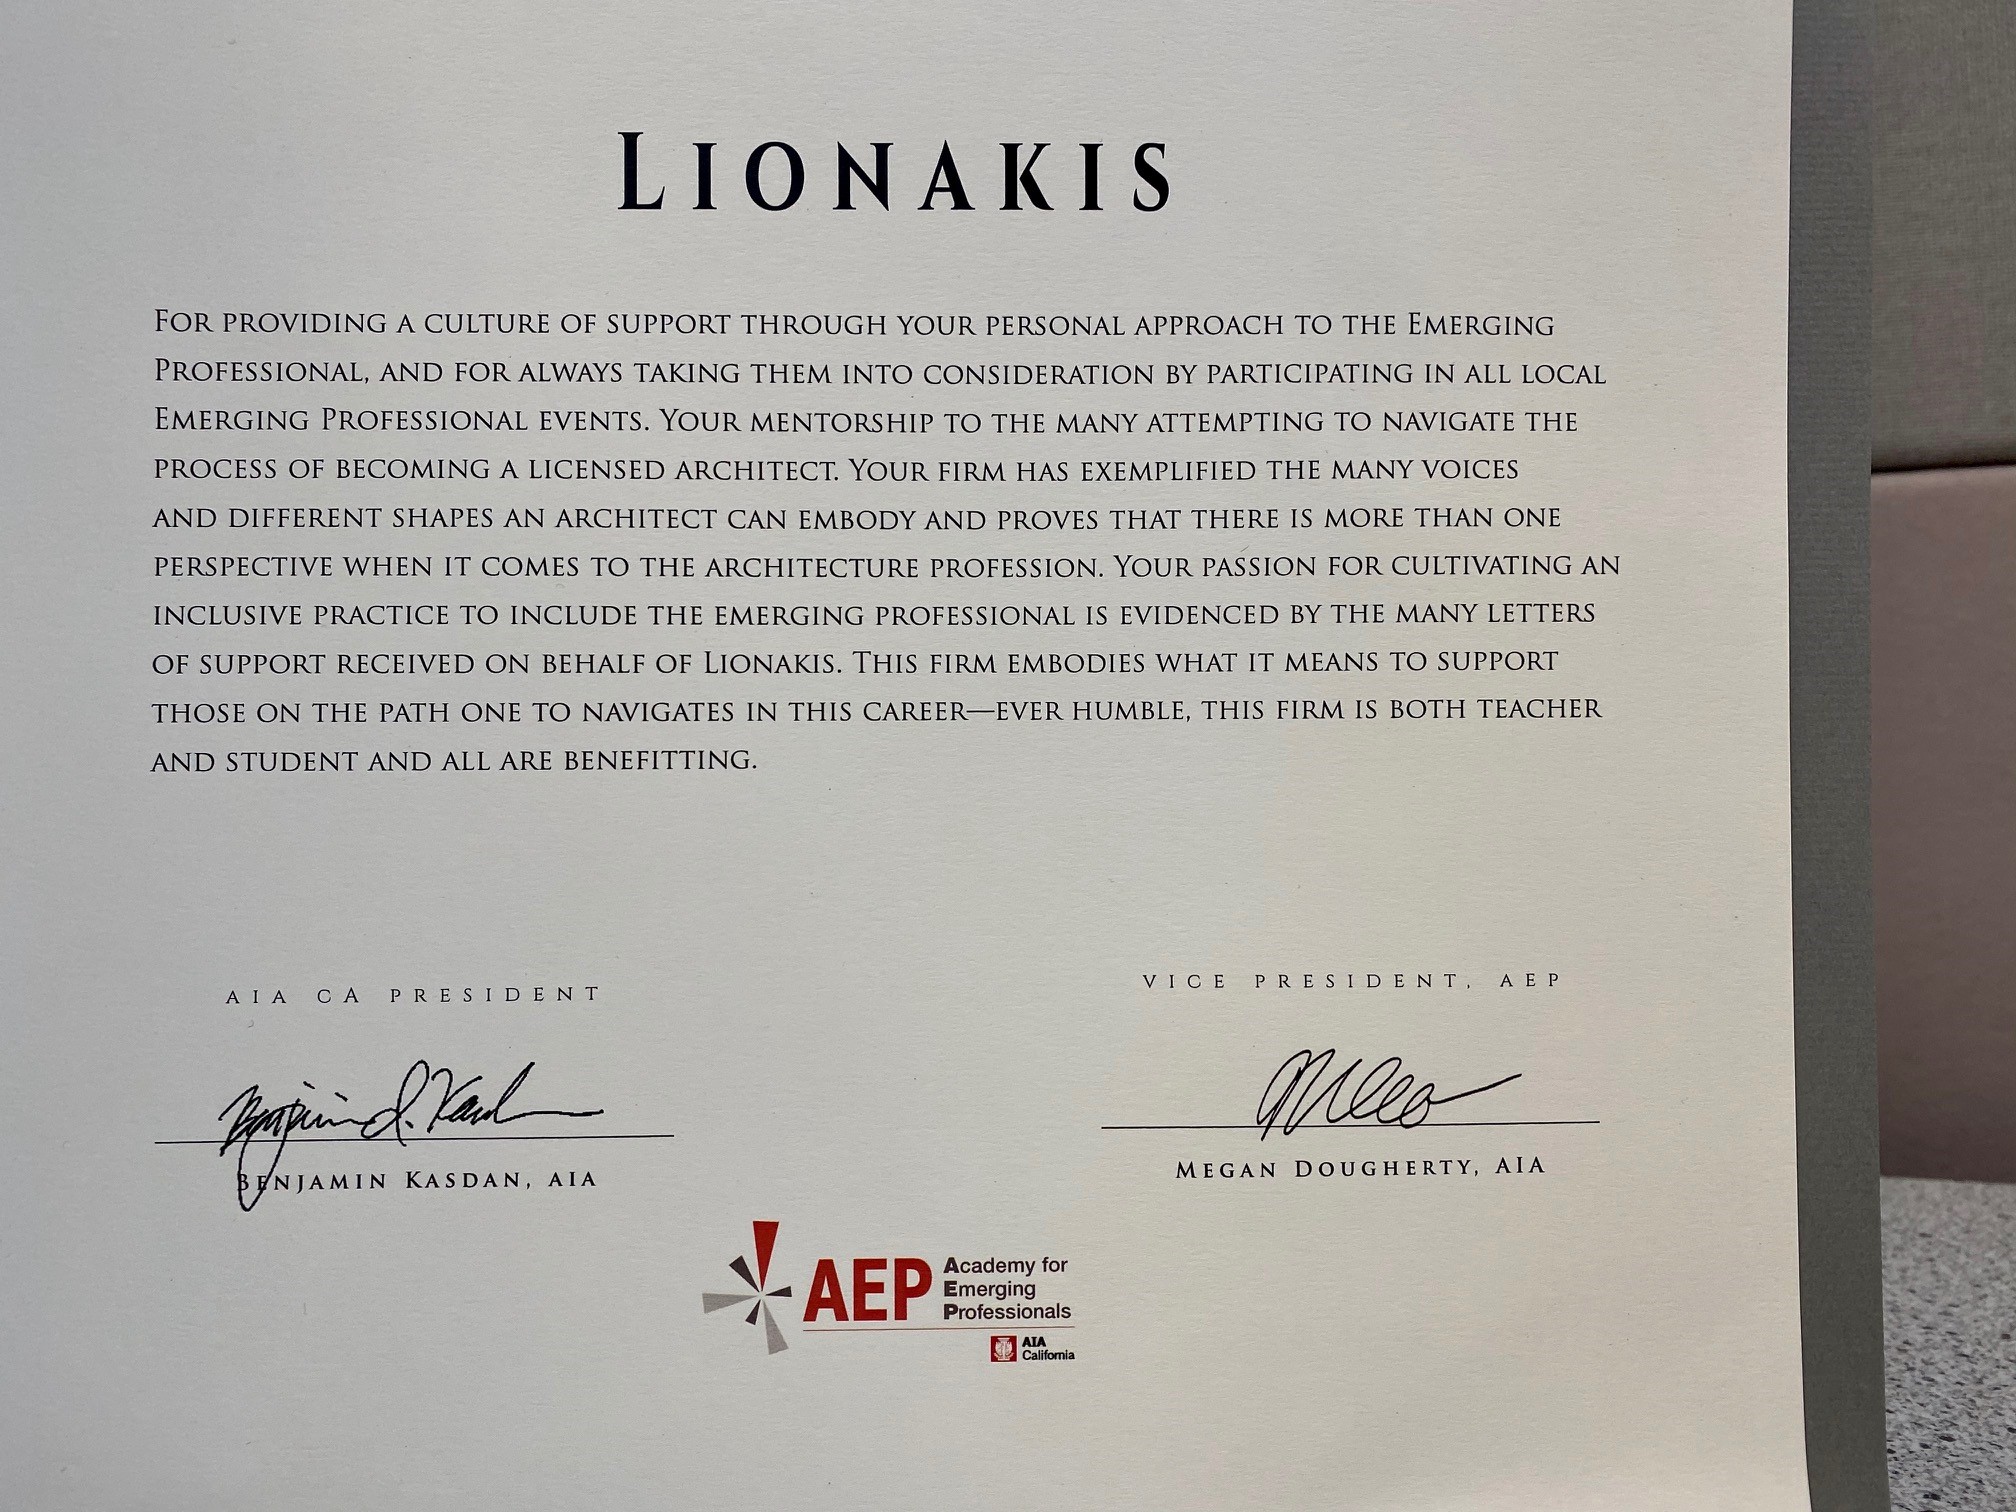 LIONAKIS
FOR PROVIDING A CULTURE OF SUPPORT THROUGH YOUR PERSONAL APPROACH TO THE EMERGING
PROFESSIONAL, AND FOR ALWAYS TAKING THEM INTO CONSIDERATION BY PARTICIPATING IN ALL LOCAL
EMERGING PROFESSIONAL EVENTS. YOUR MENTORSHIP TO THE MANY ATTEMPTING TO NAVIGATE THE
PROCESS OF BECOMING A LICENSED ARCHITECT. YOUR FIRM HAS EXEMPLIFIED THE MANY VOICES
AND DIFFERENT SHAPES AN ARCHITECT CAN EMBODY AND PROVES THAT THERE IS MORE THAN ONE
PERSPECTIVE WHEN IT COMES TO THE ARCHITECTURE PROFESSION. YOUR PASSION FOR CULTIVATING AN
INCLUSIVE PRACTICE TO INCLUDE THE EMERGING PROFESSIONAL IS EVIDENCED BY THE MANY LETTERS
OF SUPPORT RECEIVED ON BEHALF OF LIONAKIS. THIS FIRM EMBODIES WHAT IT MEANS TO SUPPORT
THOSE ON THE PATH ONE TO NAVIGATES IN THIS CAREER—EVER HUMBLE, THIS FIRM IS BOTH TEACHER
AND STUDENT AND ALL ARE BENEFITTING.
AIA CA PRESIDENT
Benjamin J. Kasdan
BENJAMIN KASDAN, AIA
VICE PRESIDENT, AEP
MEGAN DOUGHERTY, AIA
AEP
Academy for
Emerging
Professionals
AIA
California